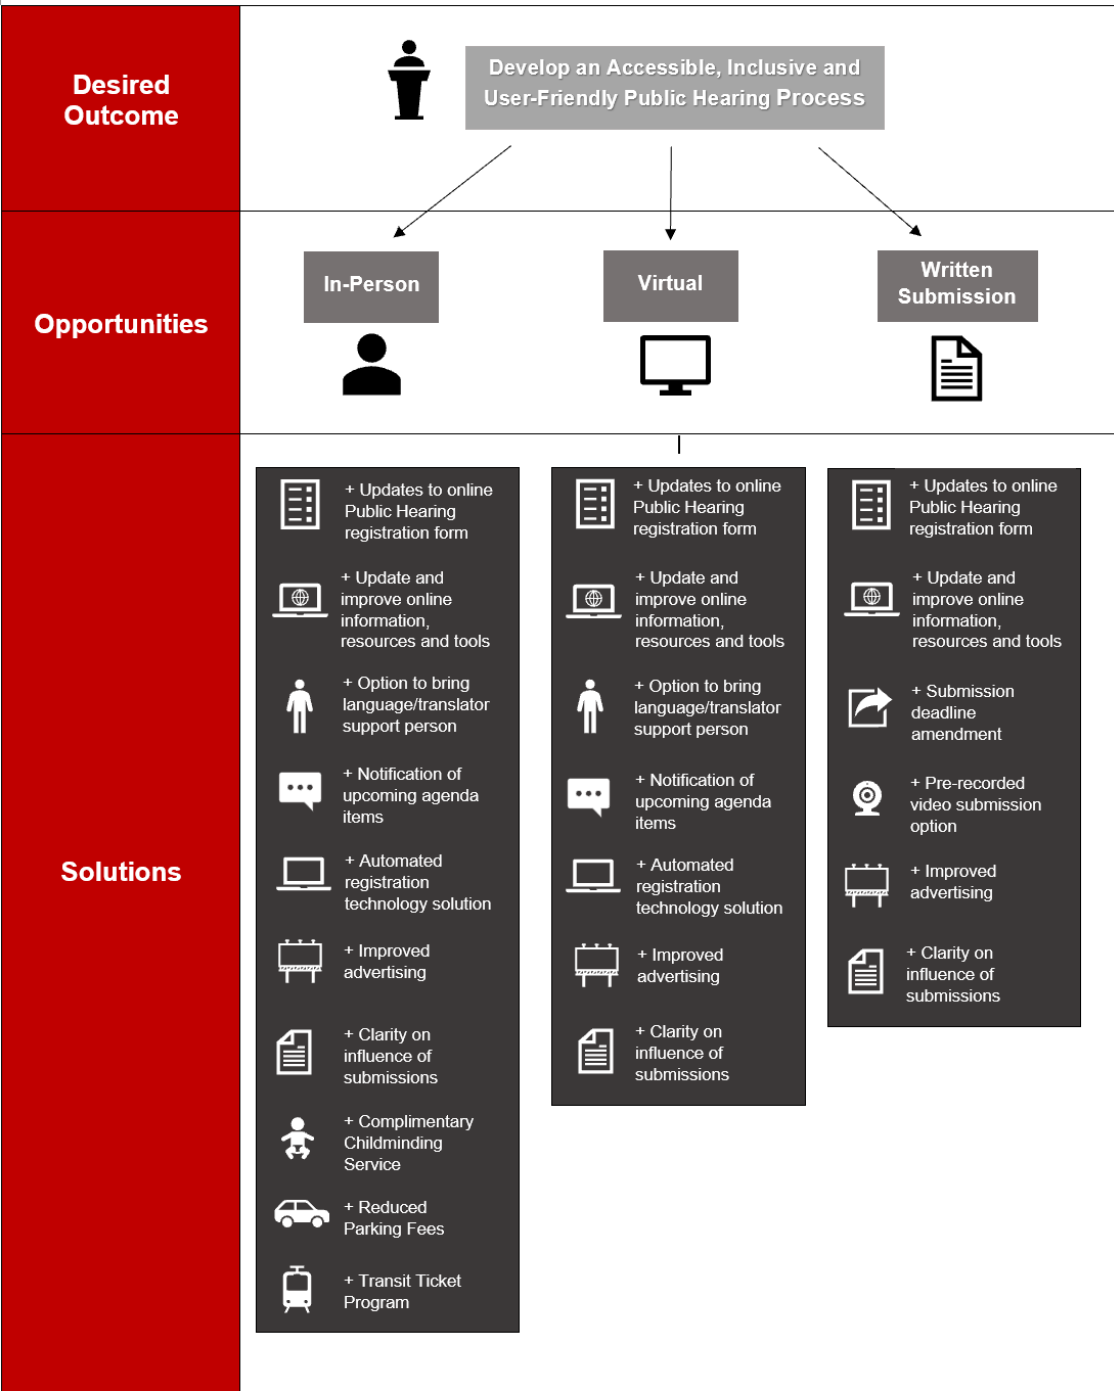 Desired
Outcome
Develop an Accessible, Inclusive and
User-Friendly Public Hearing Process
Opportunities
In-Person
Virtual
Written
Submission
Solutions
+ Updates to online
Public Hearing
registration form
+ Update and
improve online
information,
resources and tools
+ Option to bring
language/translator
support person
+ Notification of
upcoming agenda
items
+ Automated
registration
technology solution
+ Improved
advertising
+ Clarity on
influence of
submissions
+ Complimentary
Childminding
Service
+ Reduced
Parking Fees
+ Transit Ticket
Program
+ Updates to online
Public Hearing
registration form
+ Update and
improve online
information,
resources and tools
+ Option to bring
language/translator
support person
+ Notification of
upcoming agenda
items
+ Automated
registration
technology solution
+ Improved
advertising
+ Clarity on
influence of
submissions
+ Updates to online
Public Hearing
registration form
+ Update and
improve online
information,
resources and tools
+ Submission
deadline
amendment
+ Pre-recorded
video submission
option
+ Improved
advertising
+ Clarity on
influence of
submissions